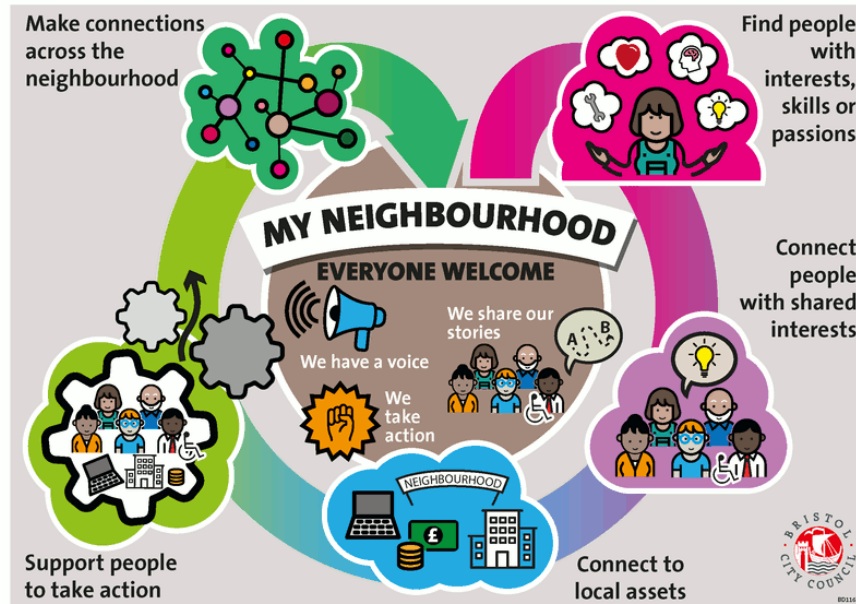 Make connections
across the
neighbourhood
Find people
with
interests,
skills or
passions
MY NEIGHBOURHOOD
EVERYONE WELCOME
We have a voice
We share our
stories
A B
We
take
action
Connect
people
with shared
interests
NEIGHBOURHOOD
£
Support people
to take action
Connect to
local assets
BRISTOL
CITY COUNCIL